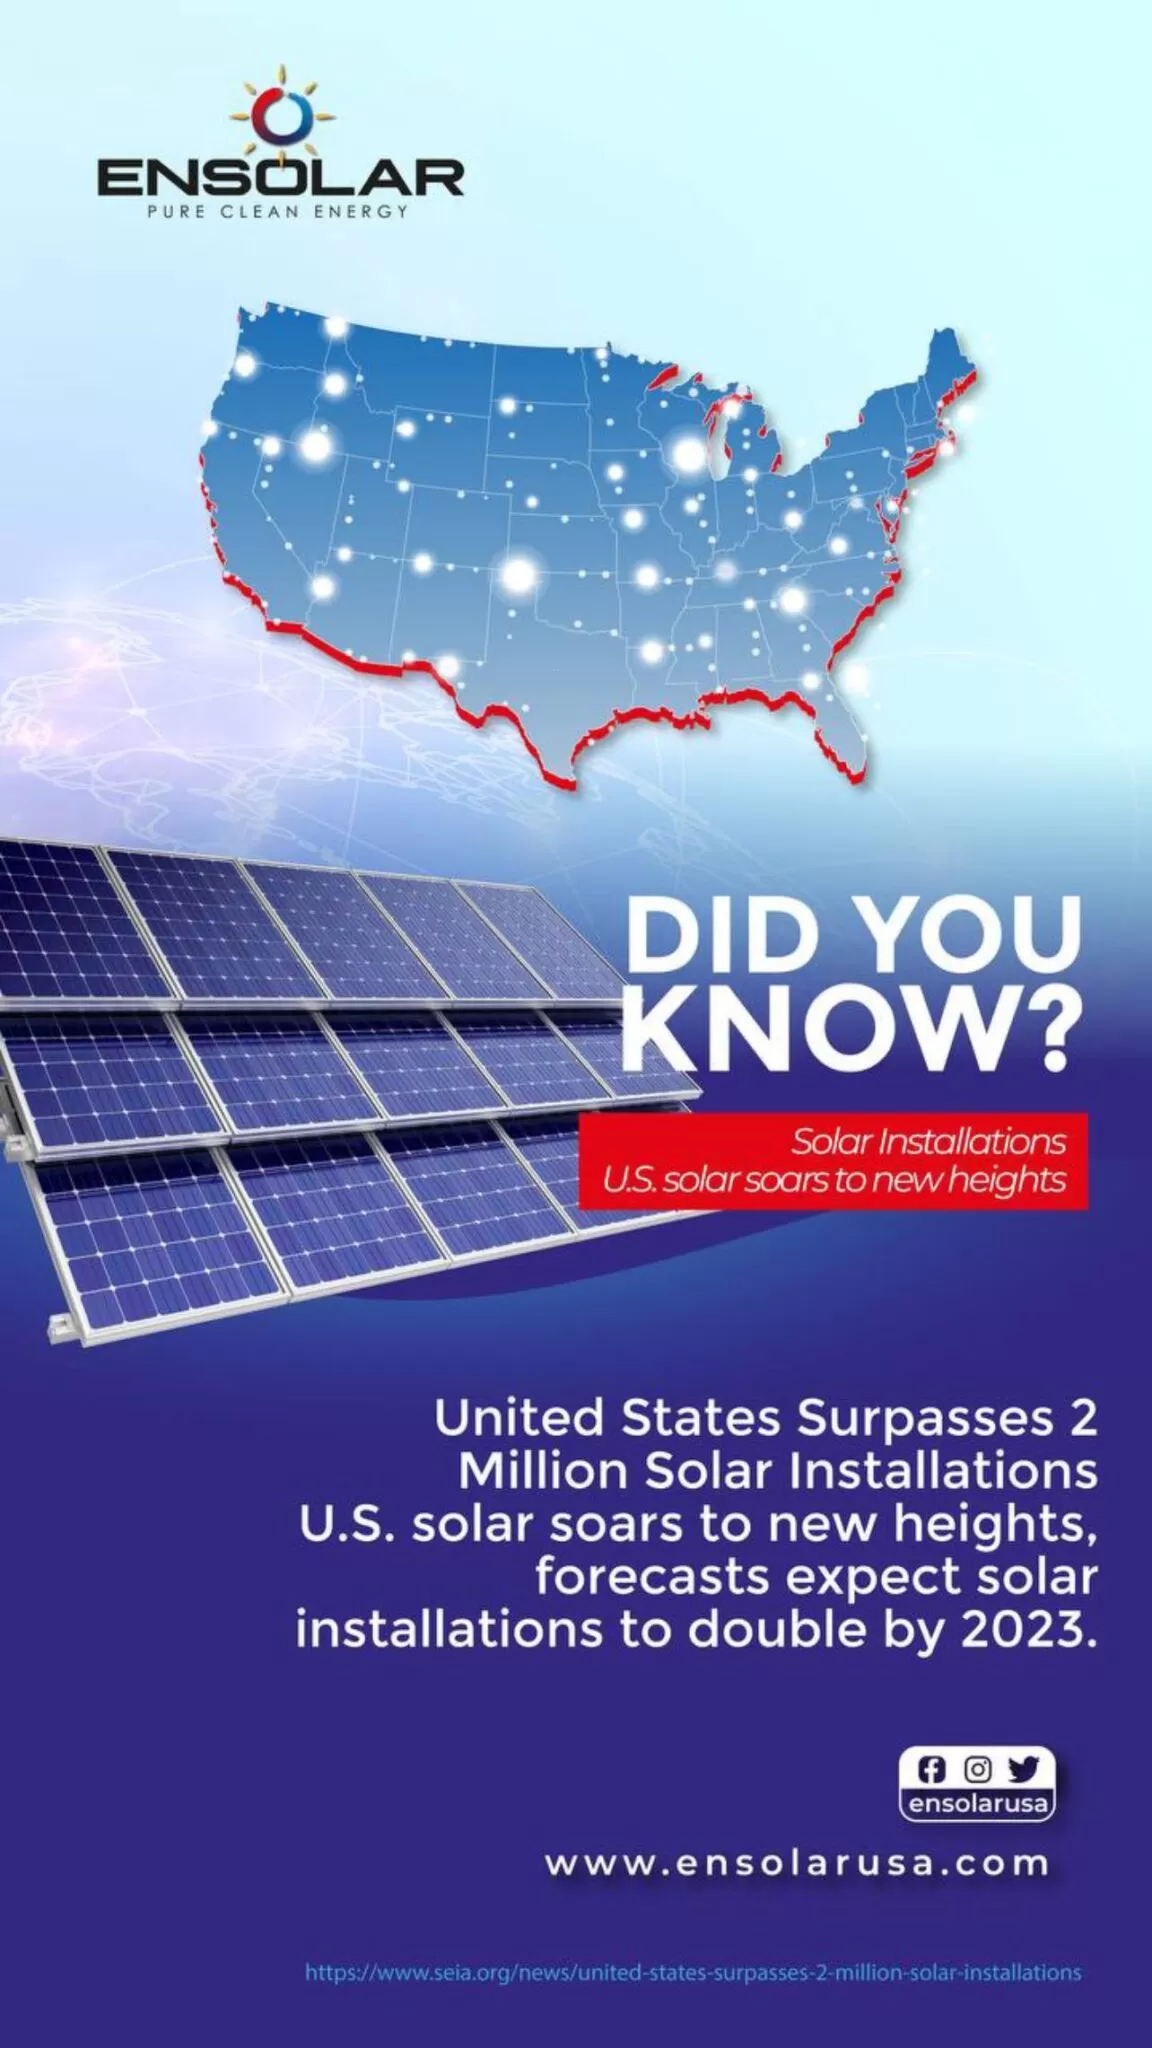 ENSOLAR
PURE CLEAN ENERGY
DID YOU
KNOW?
Solar Installations
U.S. solar soars to new heights
United States Surpasses 2
Million Solar Installations
U.S. solar soars to new heights,
forecasts expect solar
installations to double by 2023.
ensolarusa
www.ensolarusa.com
https://www.seia.org/news/united-states-surpasses-2-million-solar-installations